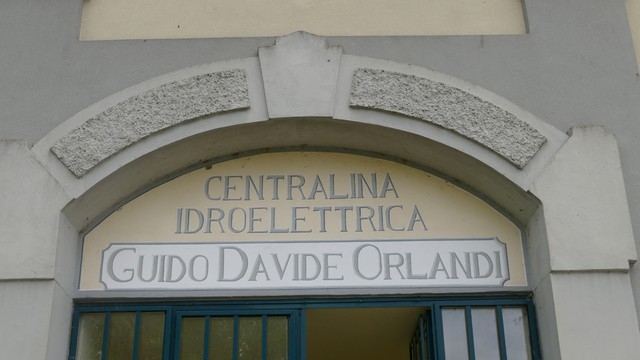 CENTRALINA
IDROELETTRICA
GUIDO DAVIDE ORLANDI